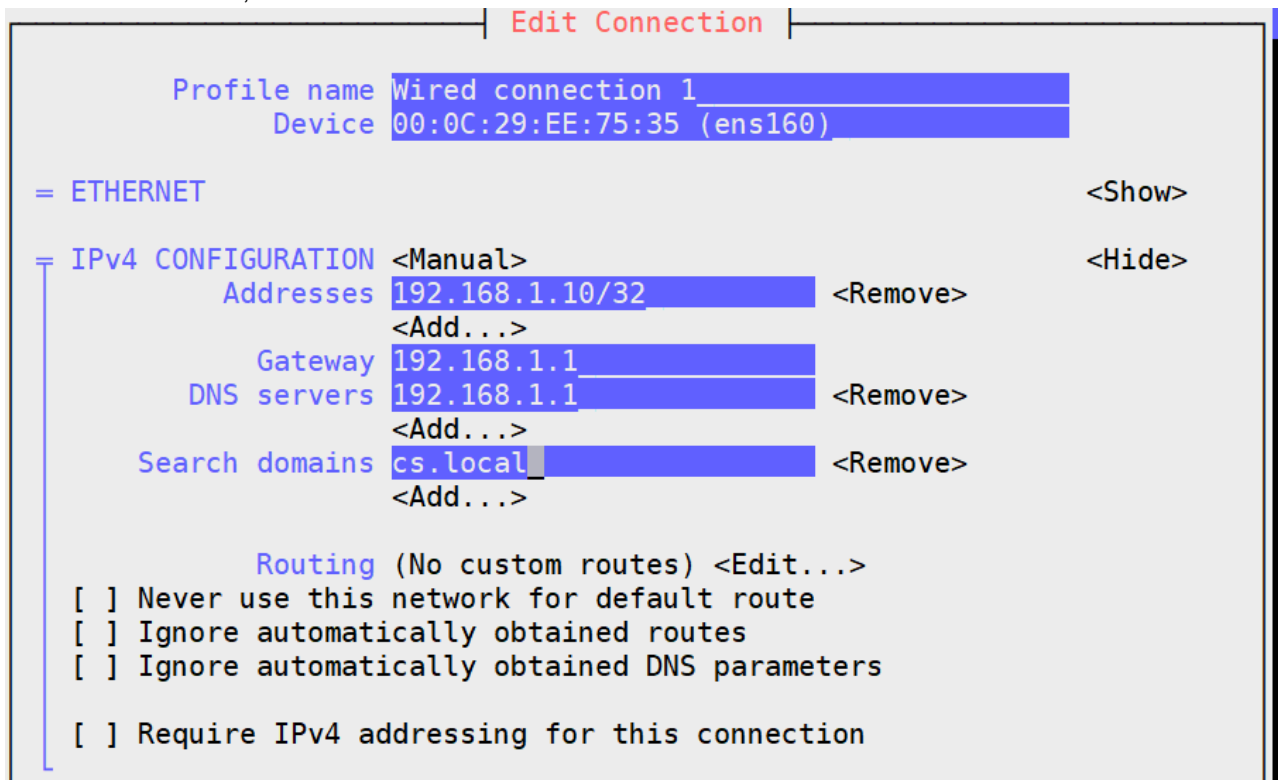 Edit Connection
Profile name Wired connection 1
Device 00:0C:29:EE:75:35 (ens160)
= ETHERNET <Show>
= IPv4 CONFIGURATION <Manual> <Hide>
Addresses 192.168.1.10/32 <Remove>
<Add...>
Gateway 192.168.1.1
DNS servers 192.168.1.1 <Remove>
<Add...>
Search domains cs.local <Remove>
<Add...>
Routing (No custom routes) <Edit...>
[ ] Never use this network for default route
[ ] Ignore automatically obtained routes
[ ] Ignore automatically obtained DNS parameters
[ ] Require IPv4 addressing for this connection